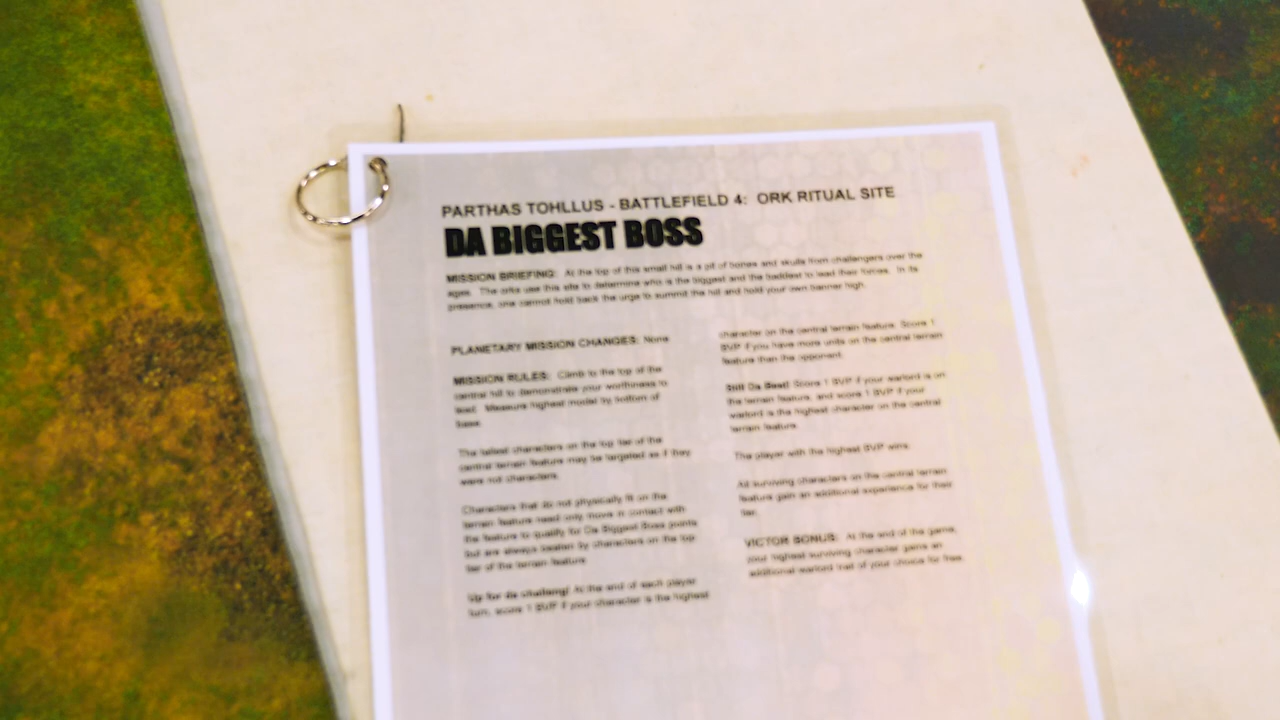 PARTHAS TOHLLUS - BATTLEFIELD 4: ORK RITUAL SITE
DA BIGGEST BOSS
MISSION BRIEFING: At the top of this small hill is a pit of bones and skulls from challengers over the
ages. The orks use this site to determine who is the biggest and the baddest to lead their forces. In its
presence, one cannot hold back the urge to summit the hill and hold your own banner high.
PLANETARY MISSION CHANGES: None
MISSION RULES: Climb to the top of the
central hill to demonstrate your worthiness to
lead. Measure highest model by bottom of
base.
The tallest characters on the top tier of the
central terrain feature may be targeted as if they
were not characters.
Characters that do not physically fit on the
terrain feature need only move in contact with
the feature to qualify for Da Biggest Boss points
but are always beaten by characters on the top
tier of the terrain feature.
Up for da challeng! At the end of each player
turn, score 1 BVP if your character is the highest
character on the central terrain feature. Score 1
BVP if you have more units on the central terrain
feature than the opponent.
Still Da Best! Score 1 BVP if your warlord is on
the terrain feature, and score 1 BVP if your
warlord is the highest character on the central
terrain feature.
The player with the highest BVP wins.
All surviving characters on the central terrain
feature gain an additional experience for their
tier.
VICTOR BONUS: At the end of the game,
your highest surviving character gains an
additional warlord trait of your choice for free.